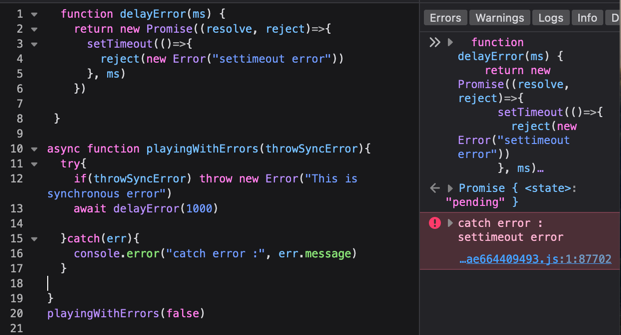 1 function delayError(ms) {
2 return new Promise((resolve, reject)=>{
3 setTimeout(()=>{
4 reject(new Error("settimeout error"))
5 }, ms)
6 })
7
8 }
9
10 async function playingWithErrors(throwSyncError){
11 try{
12 if(throwSyncError) throw new Error("This is
synchronous error")
13 await delayError(1000)
14
15 }catch(err){
16 console.error("catch error :", err.message)
17 }
18
19 }
20 playingWithErrors(false)
21
Errors Warnings Logs Info D
function
delayError(ms) {
return new
Promise((resolve,
reject)=>{
setTimeout(()=>{
reject(new
Error("settimeout
error"))
}, ms)…
Promise { <state>:
"pending" }
catch error :
settimeout error
…ae664409493.js:1:87702